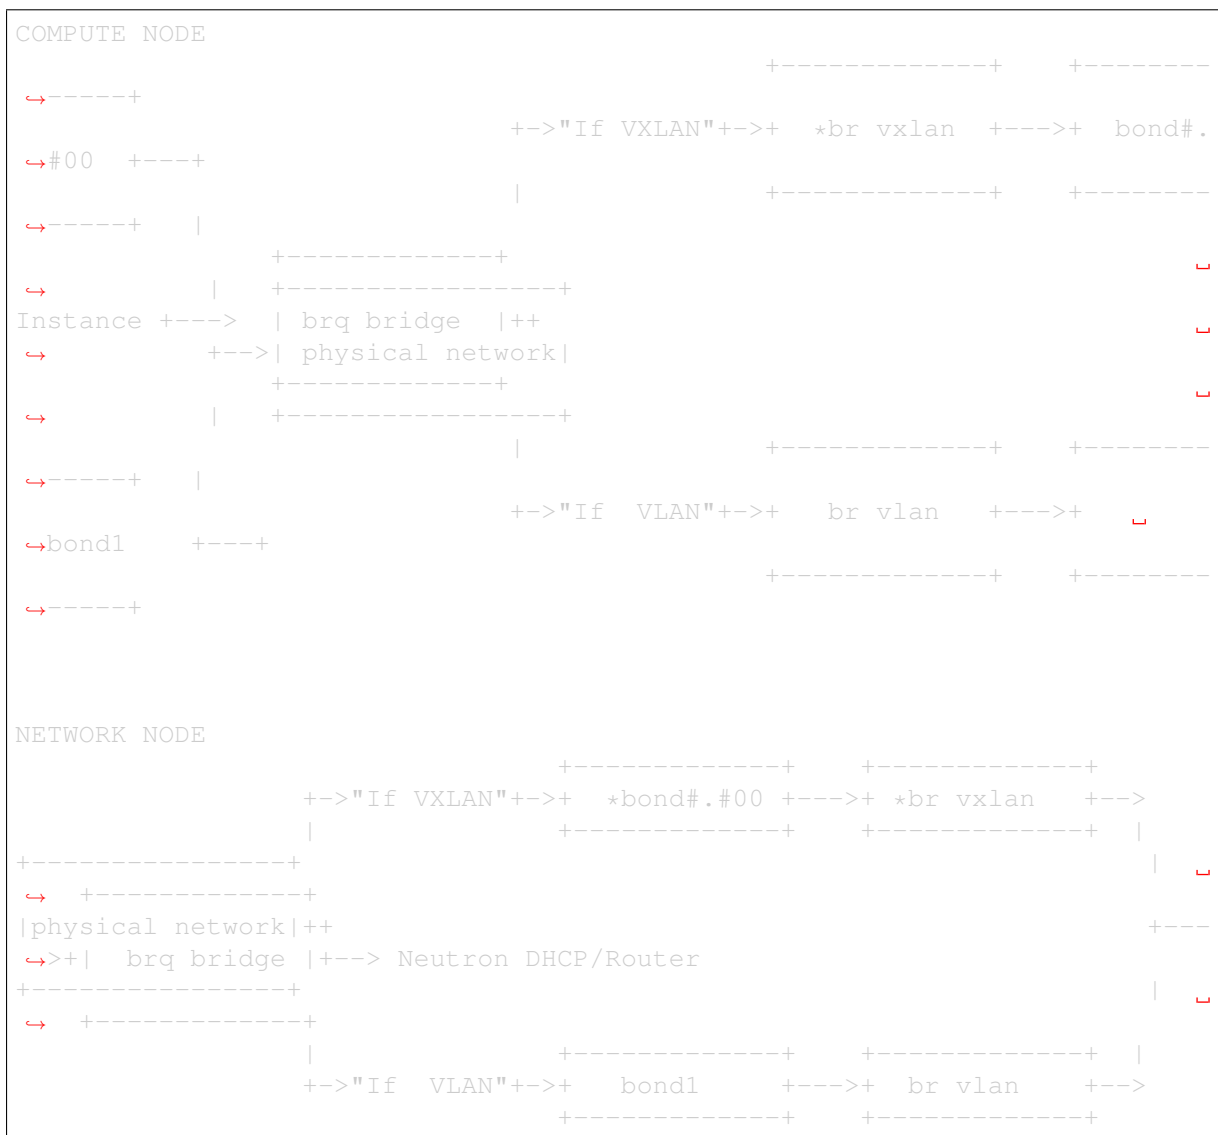 COMPUTE NODE
                                                +-------------+    +--------
↪-----+
                               +->"If VXLAN"+->+  *br vxlan  +--->+  bond#.
↪#00  +---+
                                |               +-------------+    +--------
↪-----+   |
                +-------------+                                            ␣
↪          |   +-----------------+
Instance +--->  | brq bridge  |++                                          ␣
↪          +-->| physical network|
                +-------------+                                            ␣
↪          |   +-----------------+
                                |               +-------------+    +--------
↪-----+   |
                               +->"If  VLAN"+->+   br vlan   +--->+   ␣
↪bond1    +---+
                                                +-------------+    +--------
↪-----+
NETWORK NODE
                                   +-------------+    +-------------+
                  +->"If VXLAN"+->+  *bond#.#00 +--->+ *br vxlan   +-->
                  |                +-------------+    +-------------+  |
+----------------+                                                      |  ␣
↪  +-------------+
|physical network|++                                                    +---
↪>+|  brq bridge |+--> Neutron DHCP/Router
+----------------+                                                      |  ␣
↪  +-------------+
                  |                +-------------+    +-------------+  |
                  +->"If  VLAN"+->+   bond1     +--->+  br vlan    +-->
                                   +-------------+    +-------------+